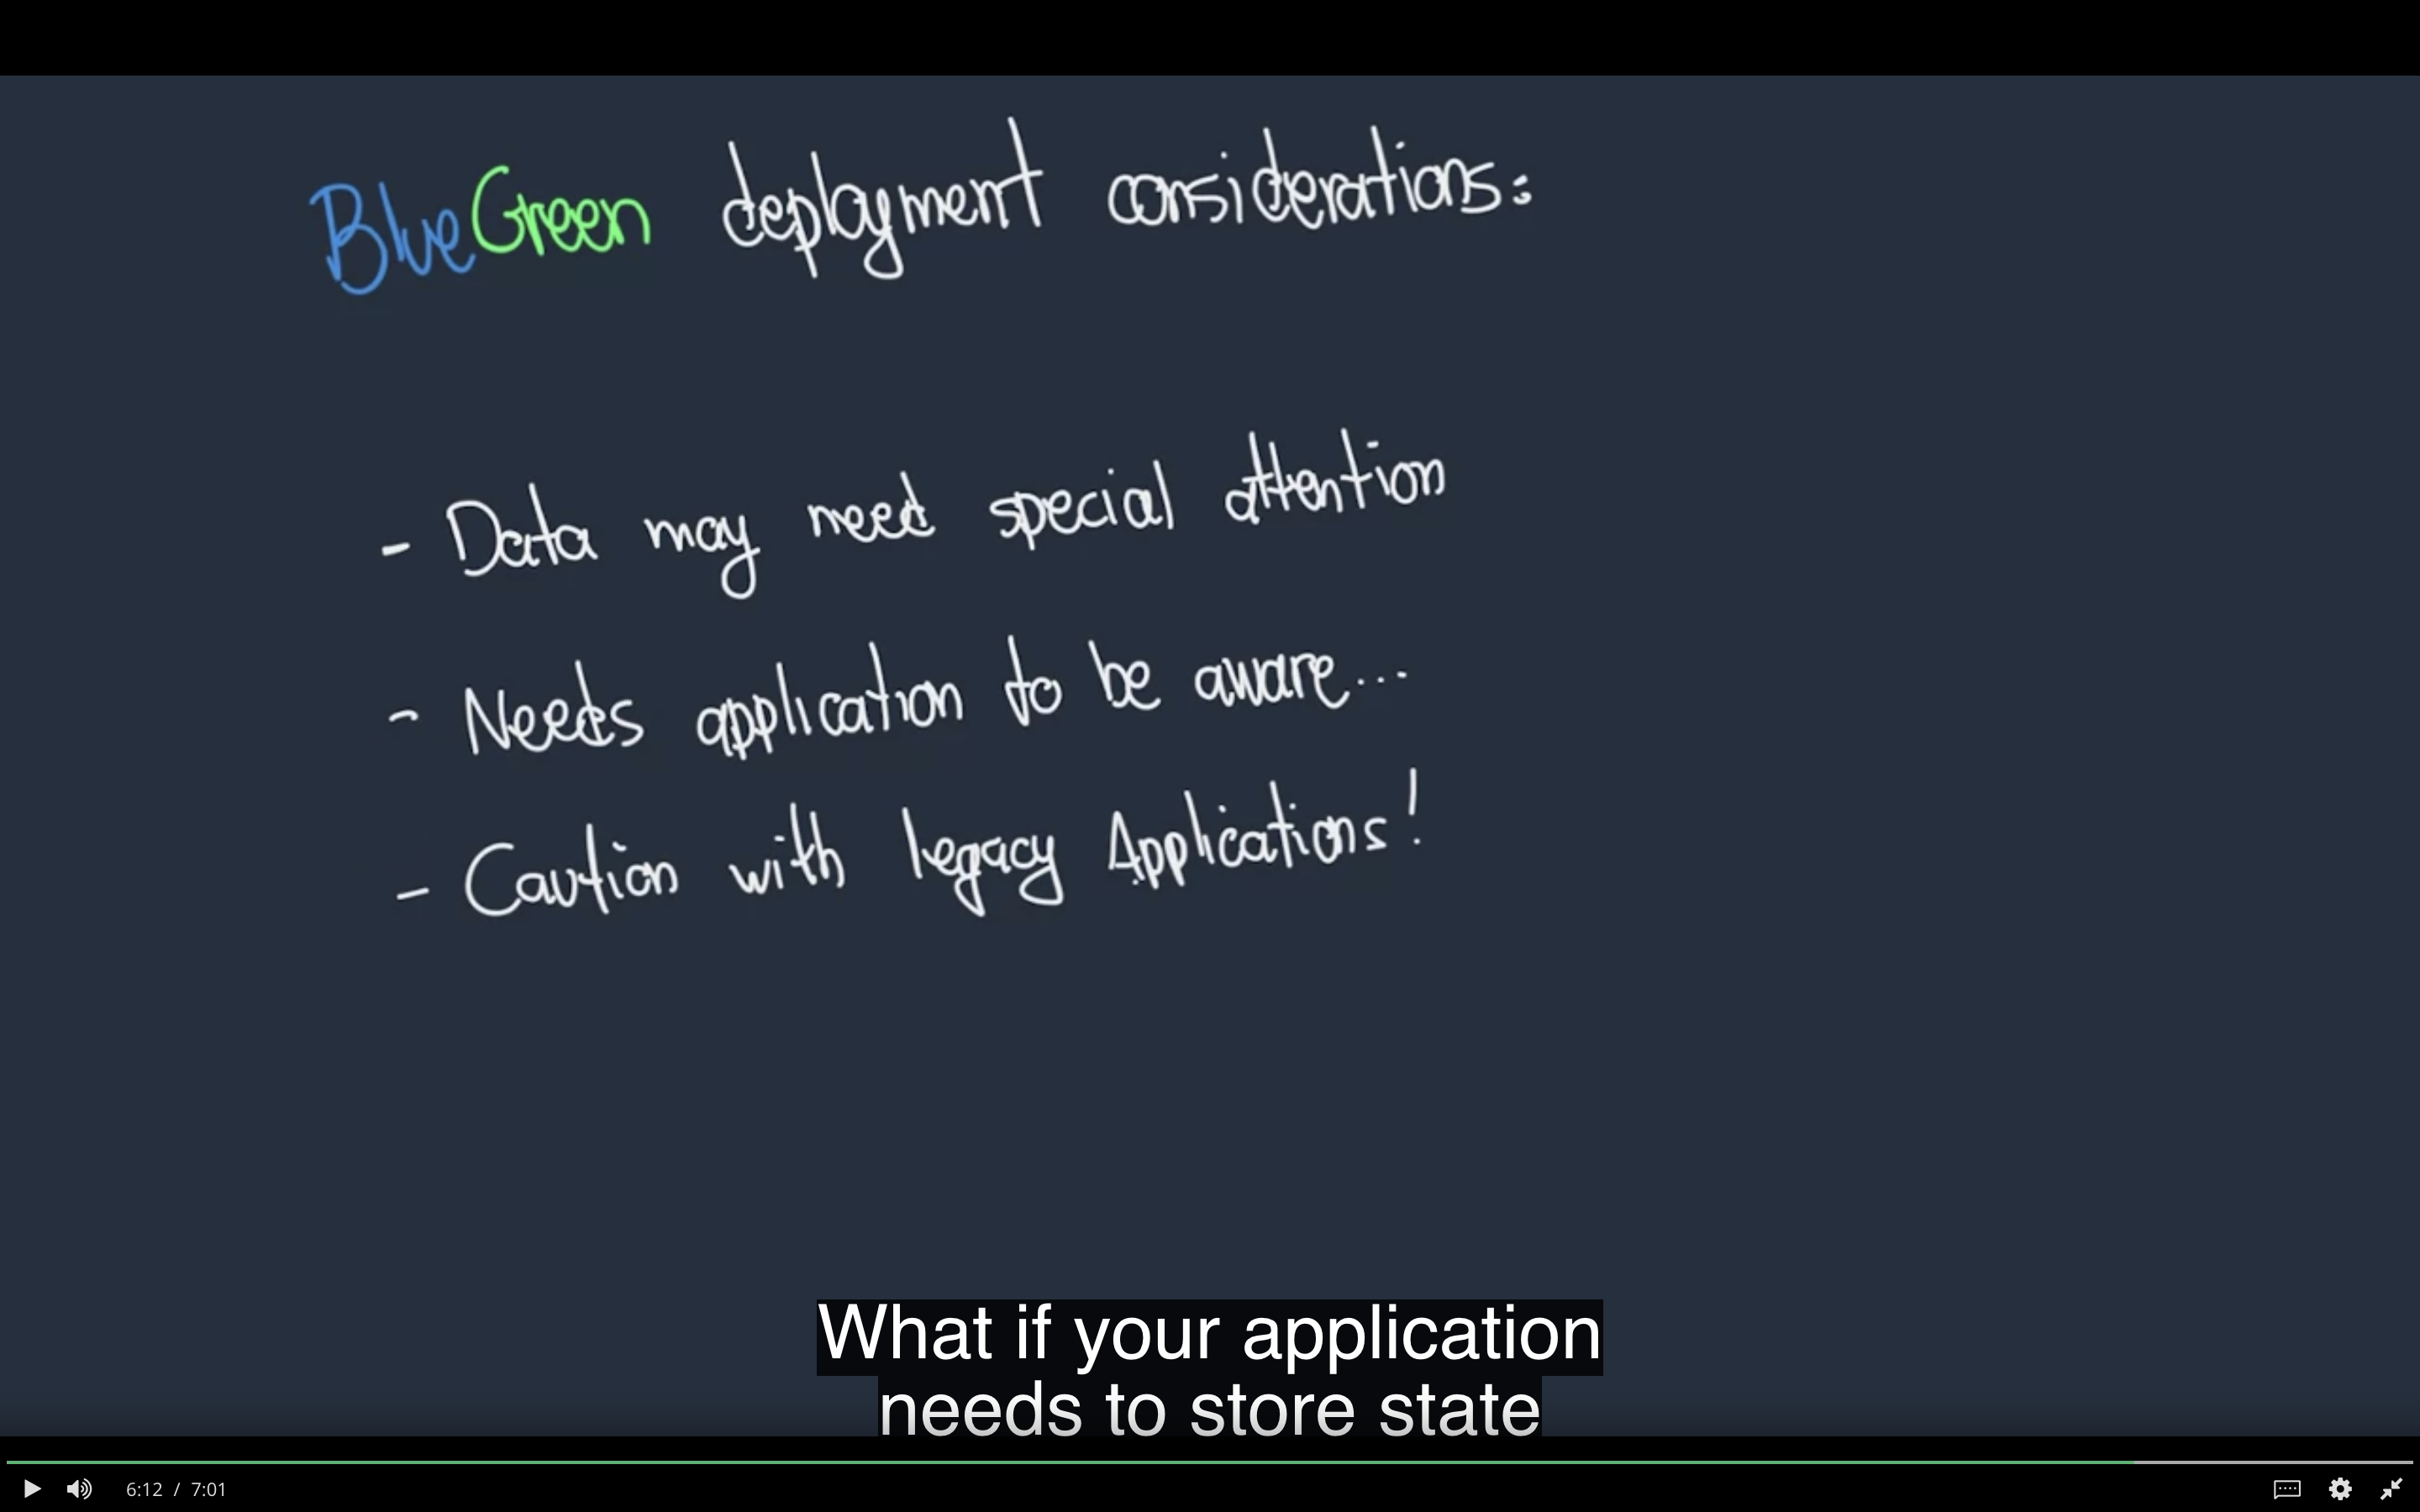 BlueGreen deployment considerations:
- Data may need special attention
- Needs application to be aware...
- Caution with legacy Applications!
What if your application
needs to store state
6:12 / 7:01